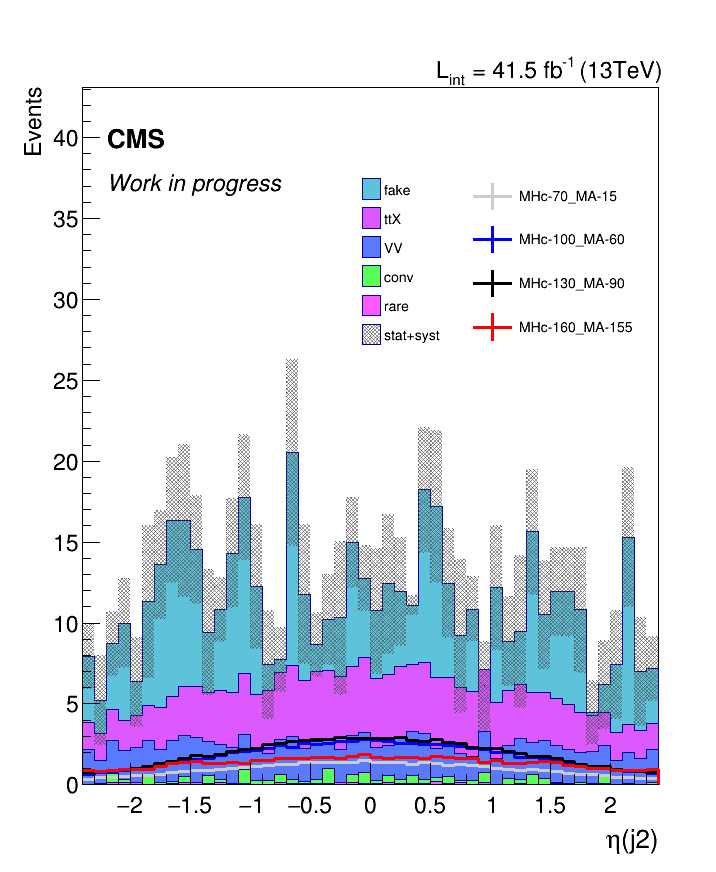 L_int = 41.5 fb^-1 (13TeV)
Events
CMS
Work in progress
fake
ttX
VV
conv
rare
stat+syst
MHc-70_MA-15
MHc-100_MA-60
MHc-130_MA-90
MHc-160_MA-155
40
35
30
25
20
15
10
5
0
−2 −1.5 −1 −0.5 0 0.5 1 1.5 2
η(j2)